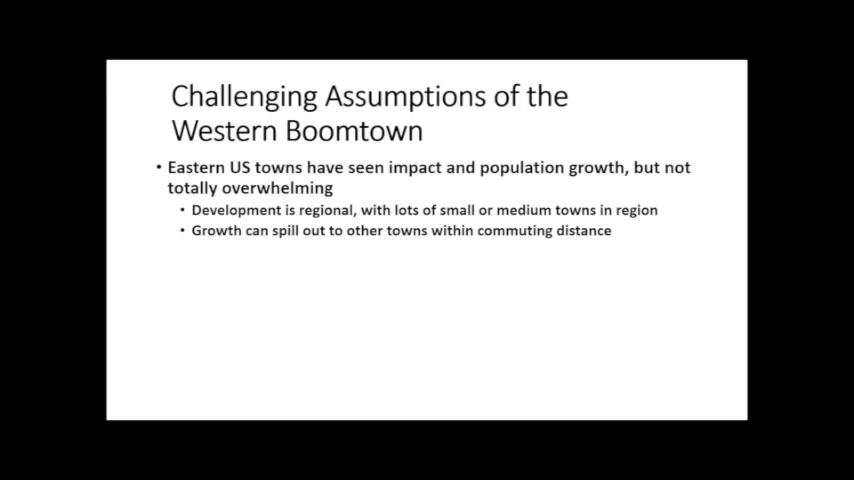 Challenging Assumptions of the
Western Boomtown
• Eastern US towns have seen impact and population growth, but not
totally overwhelming
• Development is regional, with lots of small or medium towns in region
• Growth can spill out to other towns within commuting distance